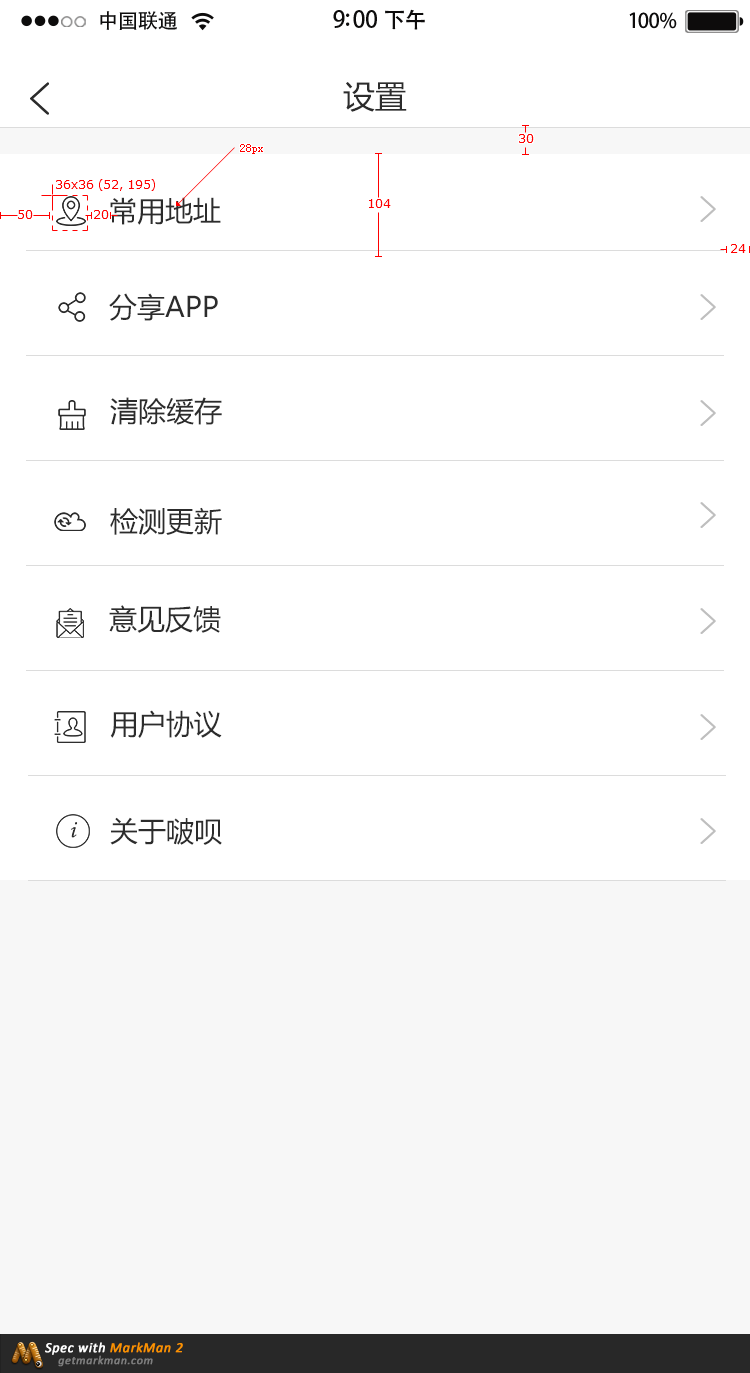 中国联通 9:00 下午 100%
设置
30
28px
36x36 (52, 195)
104
50 20 常用地址
24
分享APP
清除缓存
检测更新
意见反馈
用户协议
i 关于啵呗
Spec with MarkMan 2
getmarkman.com